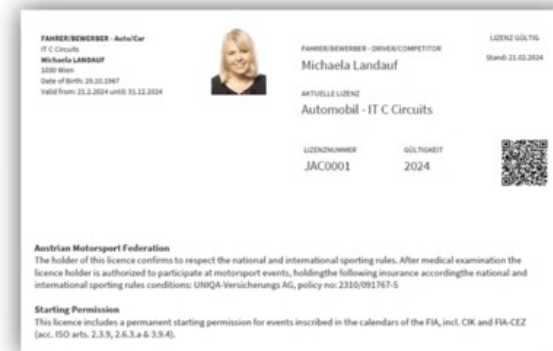 FAHRER/BEWERBER - Auto/Car
IT C Circuits
Michaela LANDAUF
1030 Wien
Date of Birth: 29.10.1967
Valid from: 21.2.2024 until: 31.12.2024
FAHRER/BEWERBER - DRIVER/COMPETITOR
Michaela Landauf
AKTUELLE LIZENZ
Automobil - IT C Circuits
LIZENZNUMMER
JAC0001
GÜLTIGKEIT
2024
LIZENZ GÜLTIG
Stand: 21.02.2024
Austrian Motorsport Federation
The holder of this licence confirms to respect the national and international sporting rules. After medical examination the
licence holder is authorized to participate at motorsport events, holdingthe following insurance accordingthe national and
international sporting rules conditions: UNIQA-Versicherungs AG, policy no: 2310/091767-5
Starting Permission
This licence includes a permanent starting permission for events inscribed in the calendars of the FIA, incl. CIK and FIA-CEZ
(acc. ISO arts. 2.3.9, 2.6.3.a & 3.9.4).